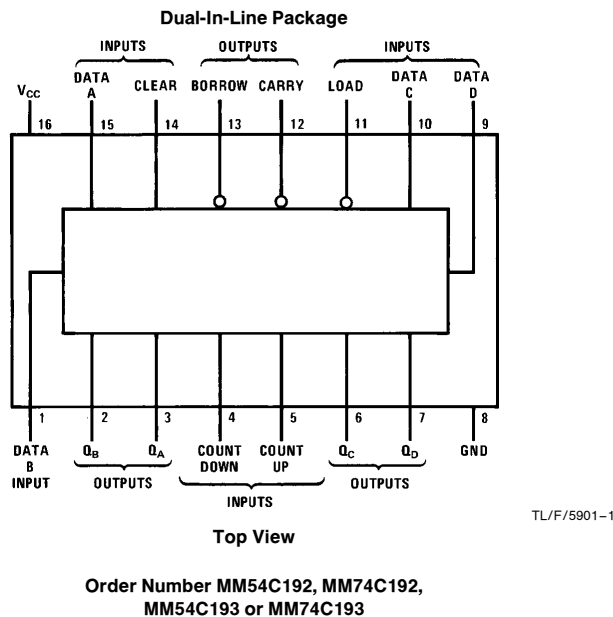 Dual-In-Line Package
INPUTS OUTPUTS INPUTS
DATA A CLEAR BORROW CARRY LOAD DATA C DATA D
VCC
16 15 14 13 12 11 10 9
1 2 3 4 5 6 7 8
DATA B INPUT QB QA COUNT DOWN COUNT UP QC QD GND
OUTPUTS INPUTS OUTPUTS
TL/F/5901–1
Top View
Order Number MM54C192, MM74C192,
MM54C193 or MM74C193